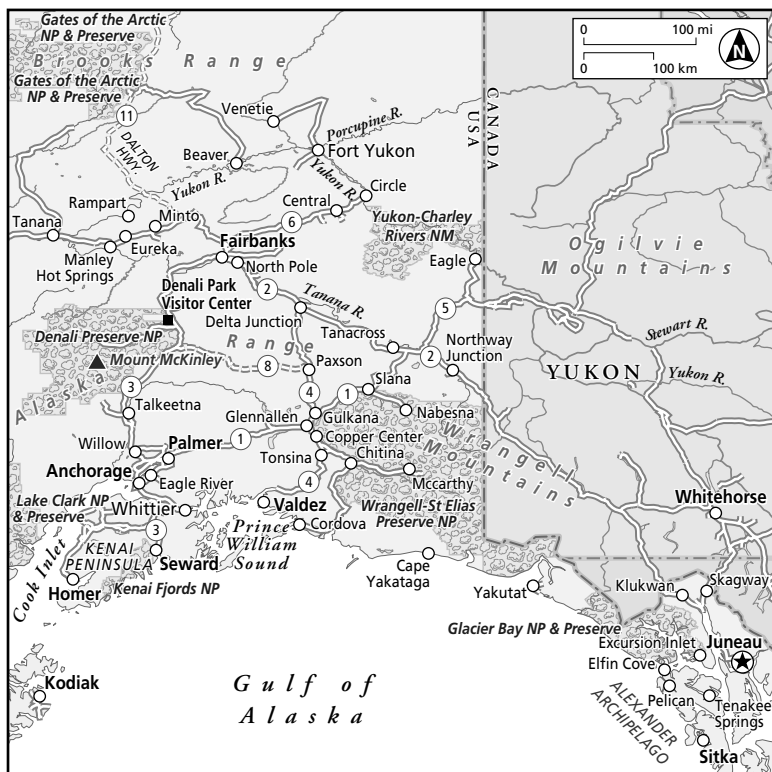 Gates of the Arctic
NP & Preserve
Brooks Range
Gates of the Arctic
NP & Preserve
0 100 mi
0 100 km
N
11
DALTON
HWY.
Venetie
Porcupine R.
CANADA
USA
Beaver
Fort Yukon
Yukon R.
Yukon R.
Circle
Central
Rampart
Minto
6
Yukon-Charley
Rivers NM
Tanana
Eureka
Manley
Hot Springs
Fairbanks
North Pole
Eagle
Ogilvie
Mountains
Denali Park
Visitor Center
2
Tanana R.
5
Delta Junction
Denali Preserve NP
Range
Tanacross
Northway
Junction
2
Stewart R.
Mount McKinley
8
Paxson
YUKON
Yukon R.
Alaska
3
4
1
Slana
Talkeetna
Glennallen
Gulkana
Nabesna
Willow
Palmer
1
Copper Center
Wrangell
Mountains
Tonsina
Chitina
Anchorage
Eagle River
4
Mccarthy
Lake Clark NP
& Preserve
Whittier
Valdez
Wrangell-St Elias
Preserve NP
Whitehorse
Prince
William
Sound
Cordova
3
KENAI
PENINSULA
Cook Inlet
Seward
Cape
Yakataga
Homer
Kenai Fjords NP
Yakutat
Klukwan
Skagway
Glacier Bay NP & Preserve
Excursion Inlet
Juneau
Elfin Cove
Kodiak
Gulf of
Alaska
Pelican
Tenakee
Springs
ALEXANDER
ARCHIPELAGO
Sitka